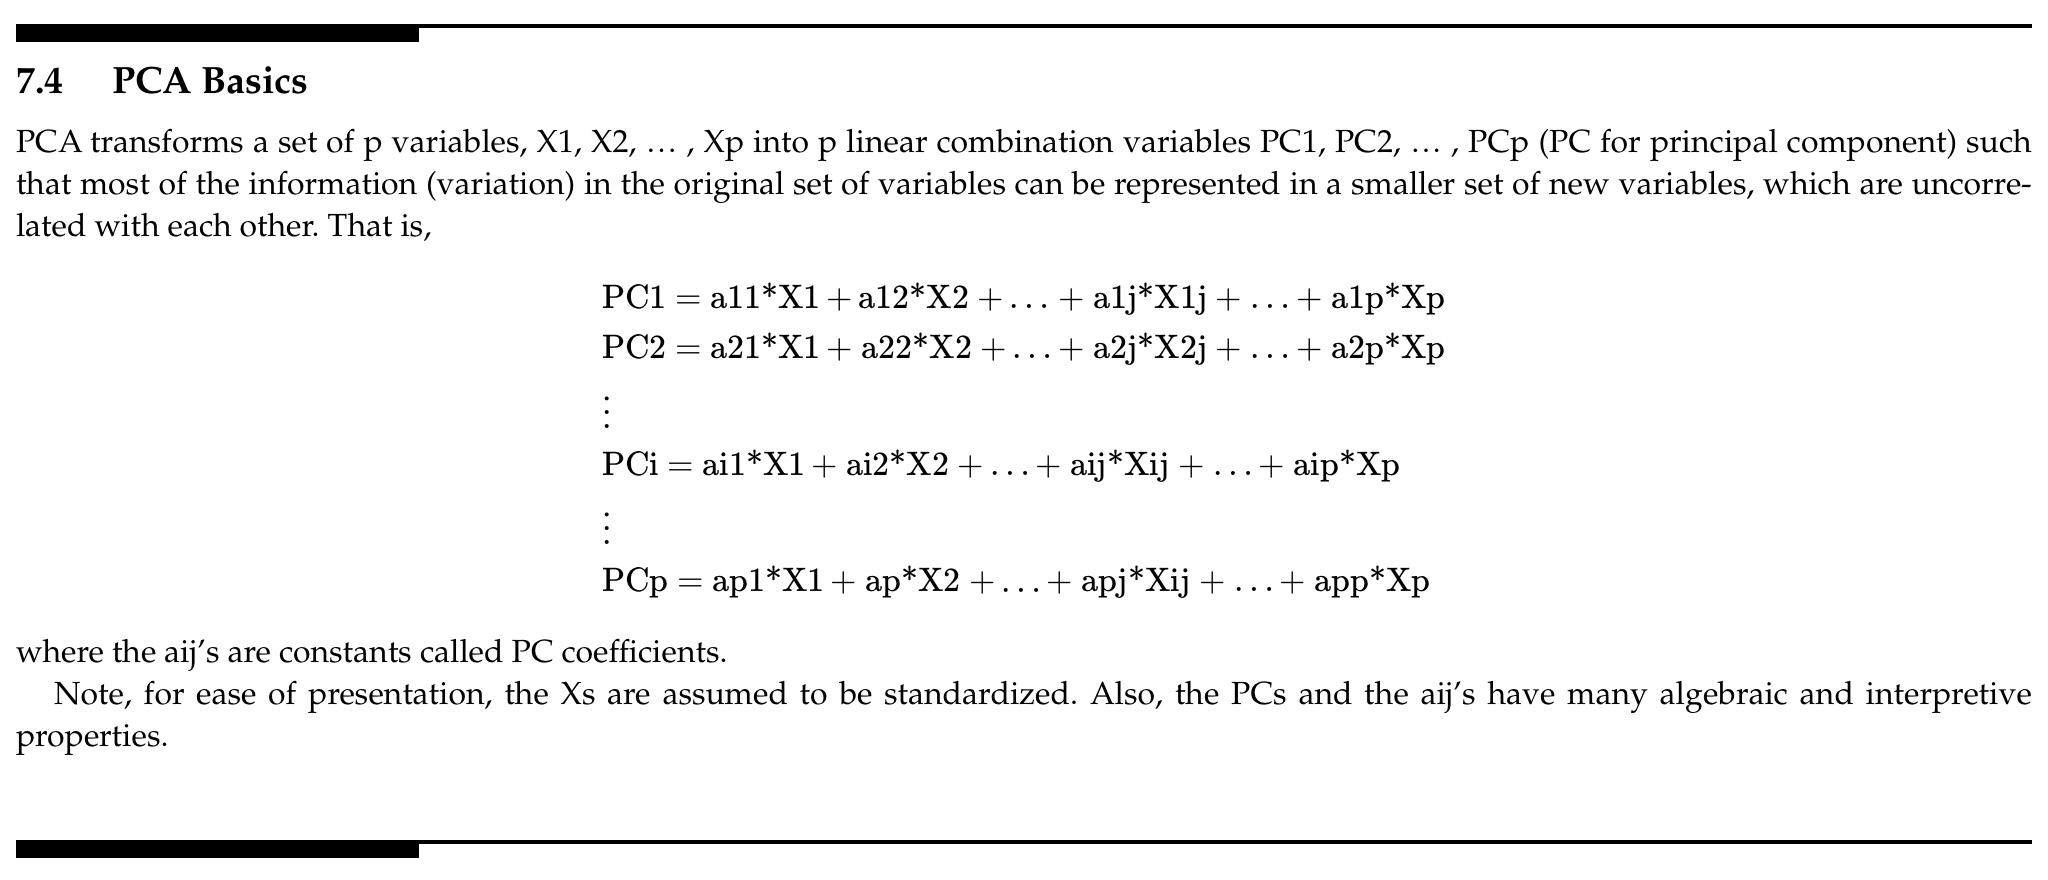 7.4 PCA Basics
PCA transforms a set of p variables, X1, X2, … , Xp into p linear combination variables PC1, PC2, … , PCp (PC for principal component) such
that most of the information (variation) in the original set of variables can be represented in a smaller set of new variables, which are uncorre-
lated with each other. That is,
PC1 = a11*X1 + a12*X2 + … + a1j*X1j + … + a1p*Xp
PC2 = a21*X1 + a22*X2 + … + a2j*X2j + … + a2p*Xp
⋮
PCi = ai1*X1 + ai2*X2 + … + aij*Xij + … + aip*Xp
⋮
PCp = ap1*X1 + ap*X2 + … + apj*Xij + … + app*Xp
where the aij’s are constants called PC coefficients.
Note, for ease of presentation, the Xs are assumed to be standardized. Also, the PCs and the aij’s have many algebraic and interpretive
properties.